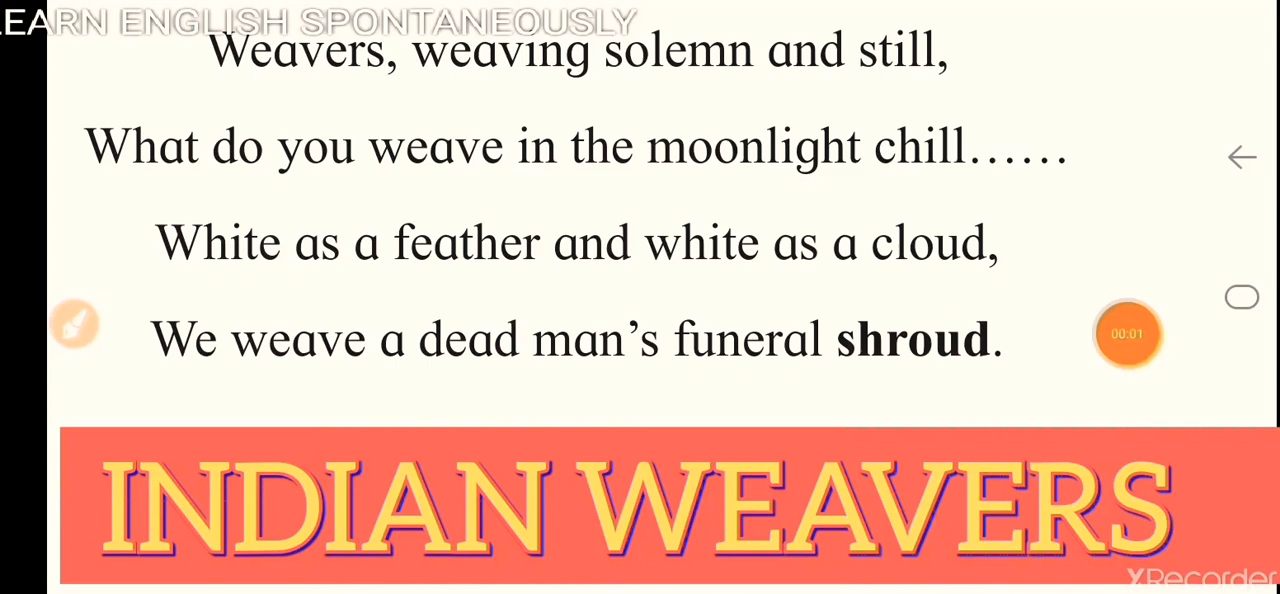 LEARN ENGLISH SPONTANEOUSLY
Weavers, weaving solemn and still,
What do you weave in the moonlight chill......
White as a feather and white as a cloud,
We weave a dead man’s funeral shroud.
00:01
INDIAN WEAVERS
XRecorder